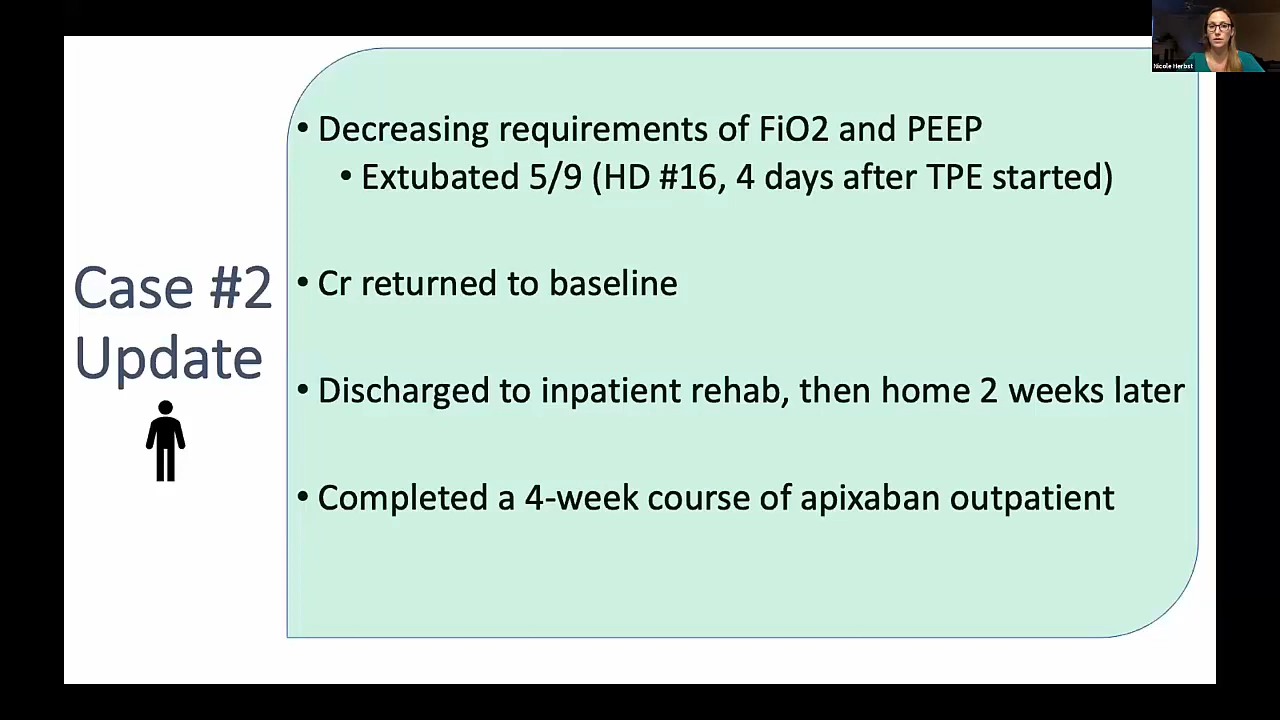 Nicole Herbst
Case #2
Update
• Decreasing requirements of FiO2 and PEEP
• Extubated 5/9 (HD #16, 4 days after TPE started)
• Cr returned to baseline
• Discharged to inpatient rehab, then home 2 weeks later
• Completed a 4-week course of apixaban outpatient